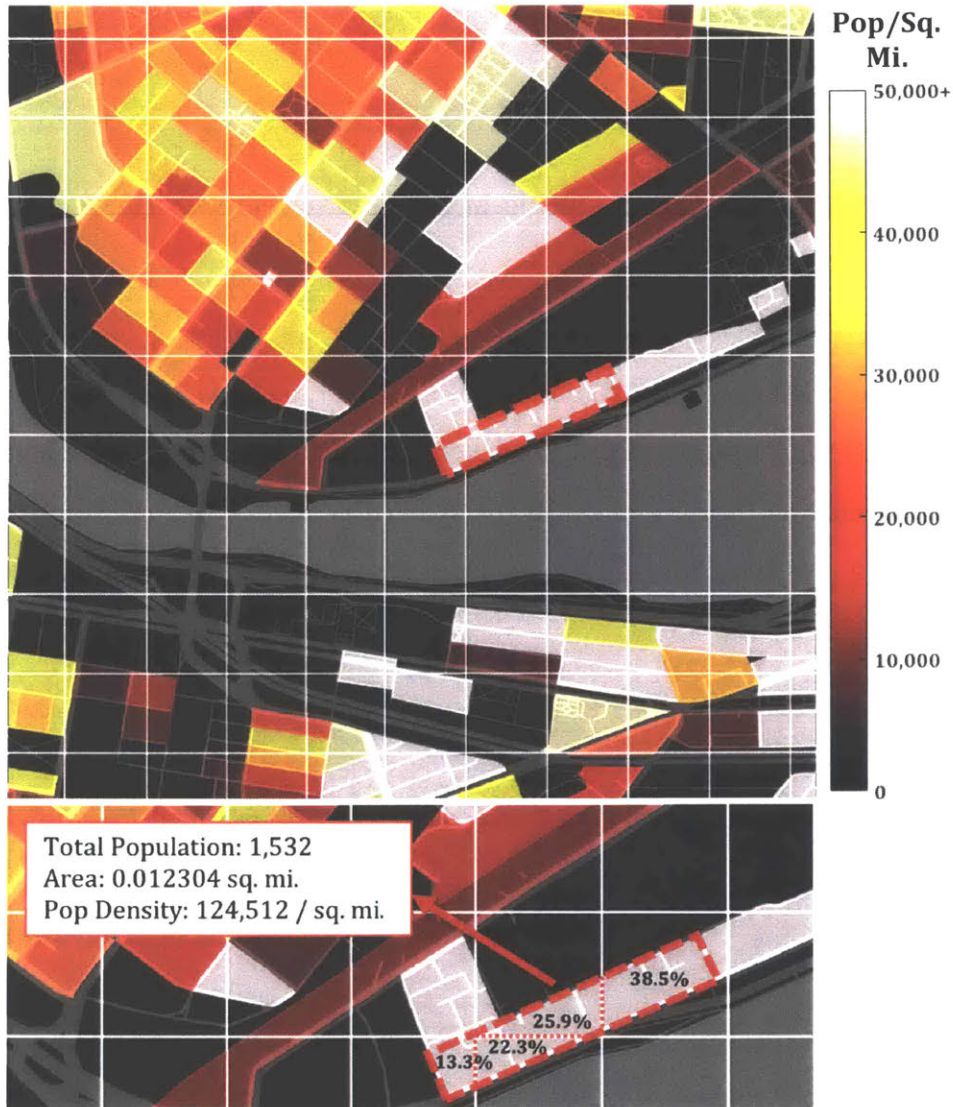 Pop/Sq.
Mi.
50,000+
40,000
30,000
20,000
10,000
0
Total Population: 1,532
Area: 0.012304 sq. mi.
Pop Density: 124,512 / sq. mi.
38.5%
25.9%
22.3%
13.3%